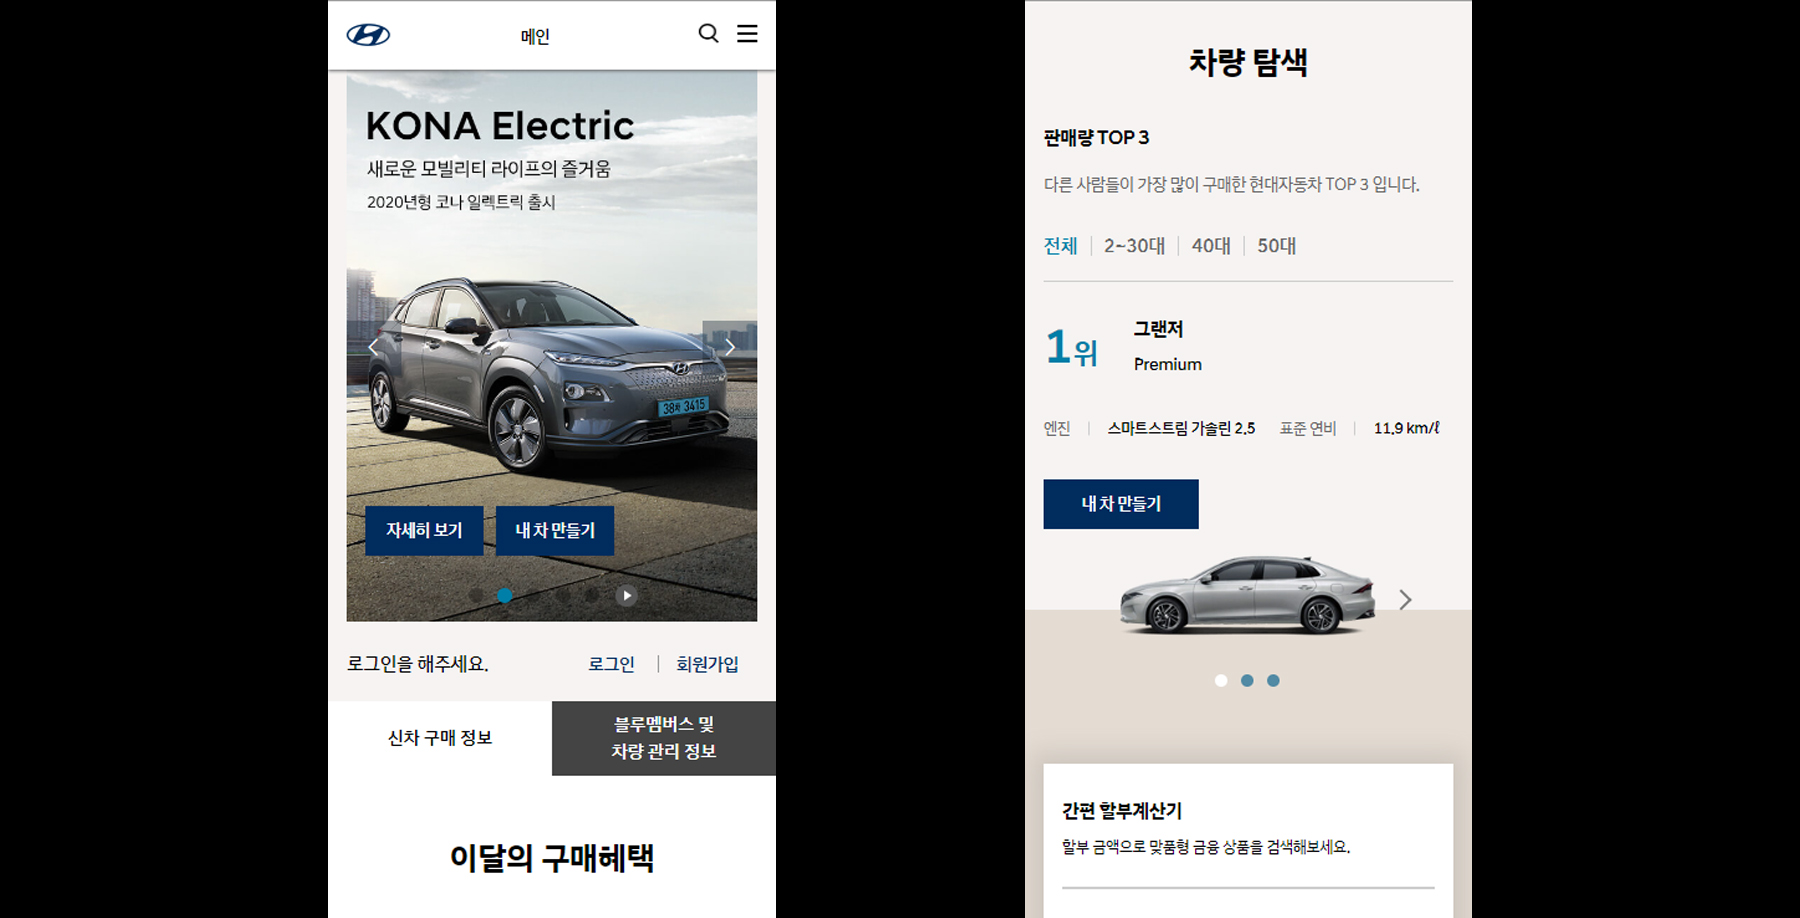 메인
KONA Electric
새로운 모빌리티 라이프의 즐거움
2020년형 코나 일렉트릭 출시
38하 3415
자세히 보기
내 차 만들기
로그인을 해주세요.
로그인
회원가입
신차 구매 정보
블루멤버스 및
차량 관리 정보
이달의 구매혜택
차량 탐색
판매량 TOP 3
다른 사람들이 가장 많이 구매한 현대자동차 TOP 3 입니다.
전체 2~30대 40대 50대
1위
그랜저
Premium
엔진 스마트스트림 가솔린 2.5 표준 연비 11.9 km/ℓ
내 차 만들기
간편 할부계산기
할부 금액으로 맞품형 금융 상품을 검색해보세요.